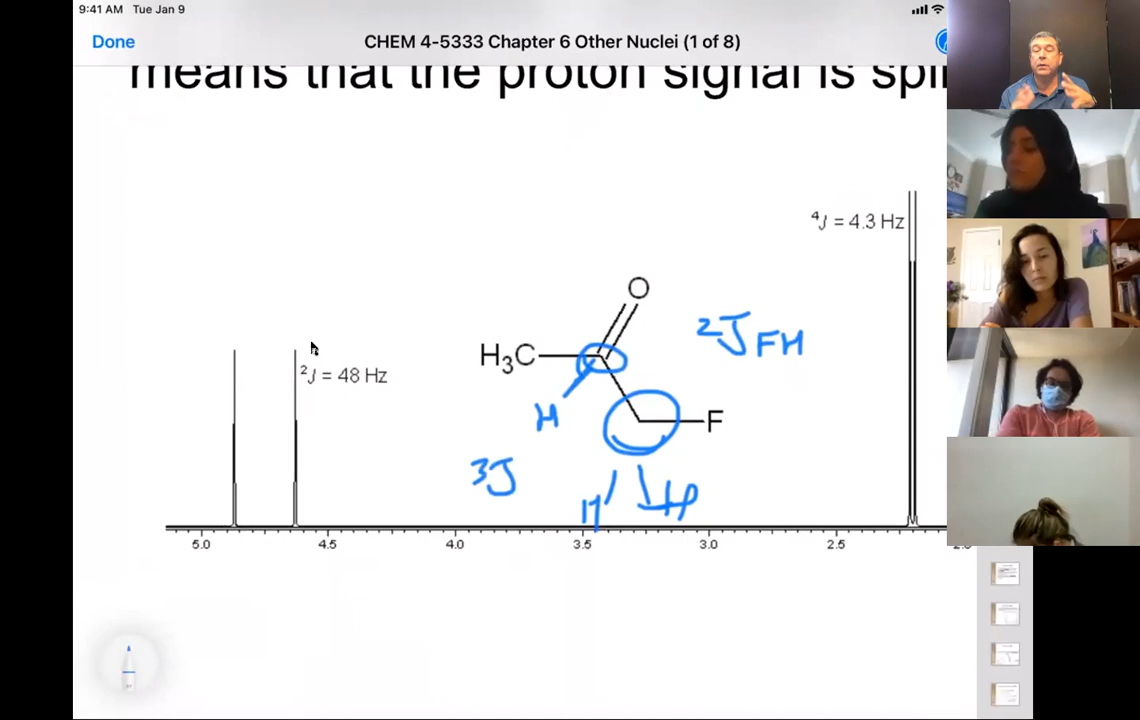 9:41 AM Tue Jan 9
Done
CHEM 4-5333 Chapter 6 Other Nuclei (1 of 8)
means that the proton signal is
⁴J = 4.3 Hz
O
²J FH
H₃C
²J = 48 Hz
H
F
³J
H
5.0 4.5 4.0 3.5 3.0 2.5